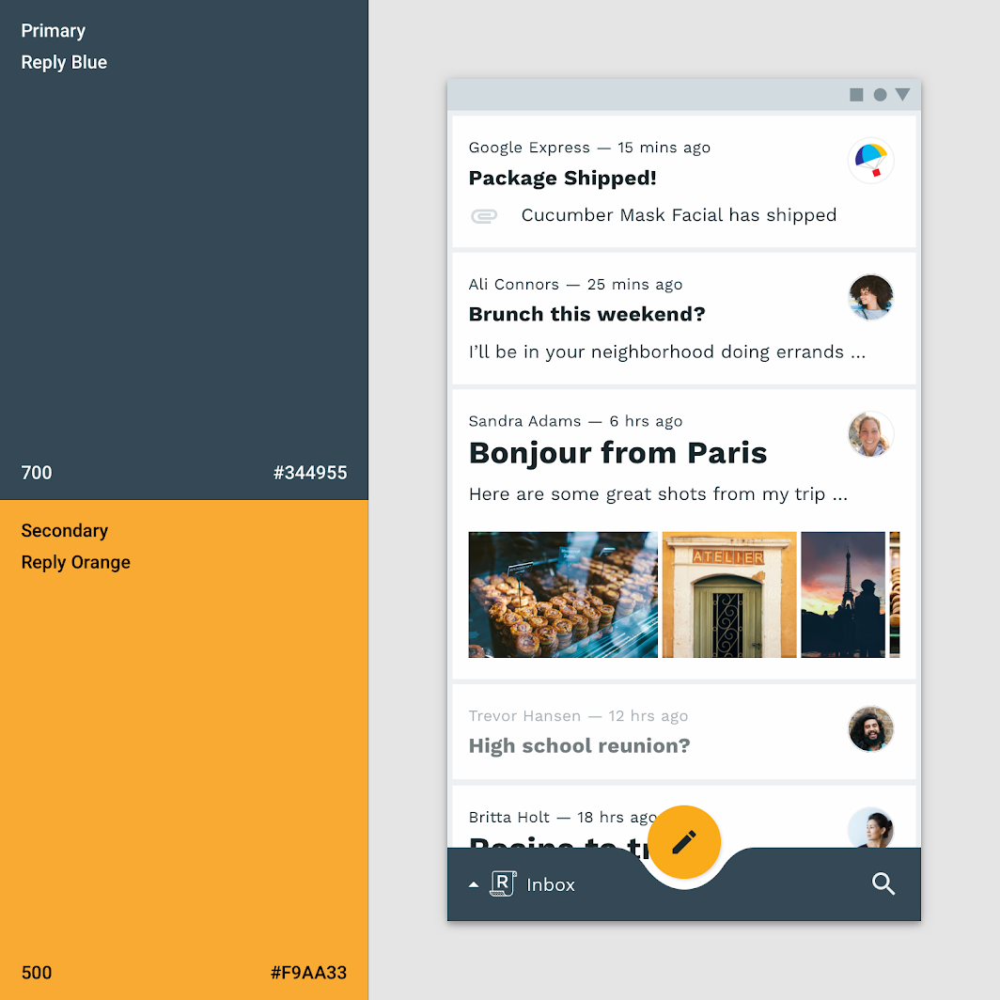 Primary
Reply Blue
700 #344955
Secondary
Reply Orange
500 #F9AA33
Google Express — 15 mins ago
Package Shipped!
Cucumber Mask Facial has shipped
Ali Connors — 25 mins ago
Brunch this weekend?
I’ll be in your neighborhood doing errands ...
Sandra Adams — 6 hrs ago
Bonjour from Paris
Here are some great shots from my trip ...
ATELIER
Trevor Hansen — 12 hrs ago
High school reunion?
Britta Holt — 18 hrs ago
to
R Inbox